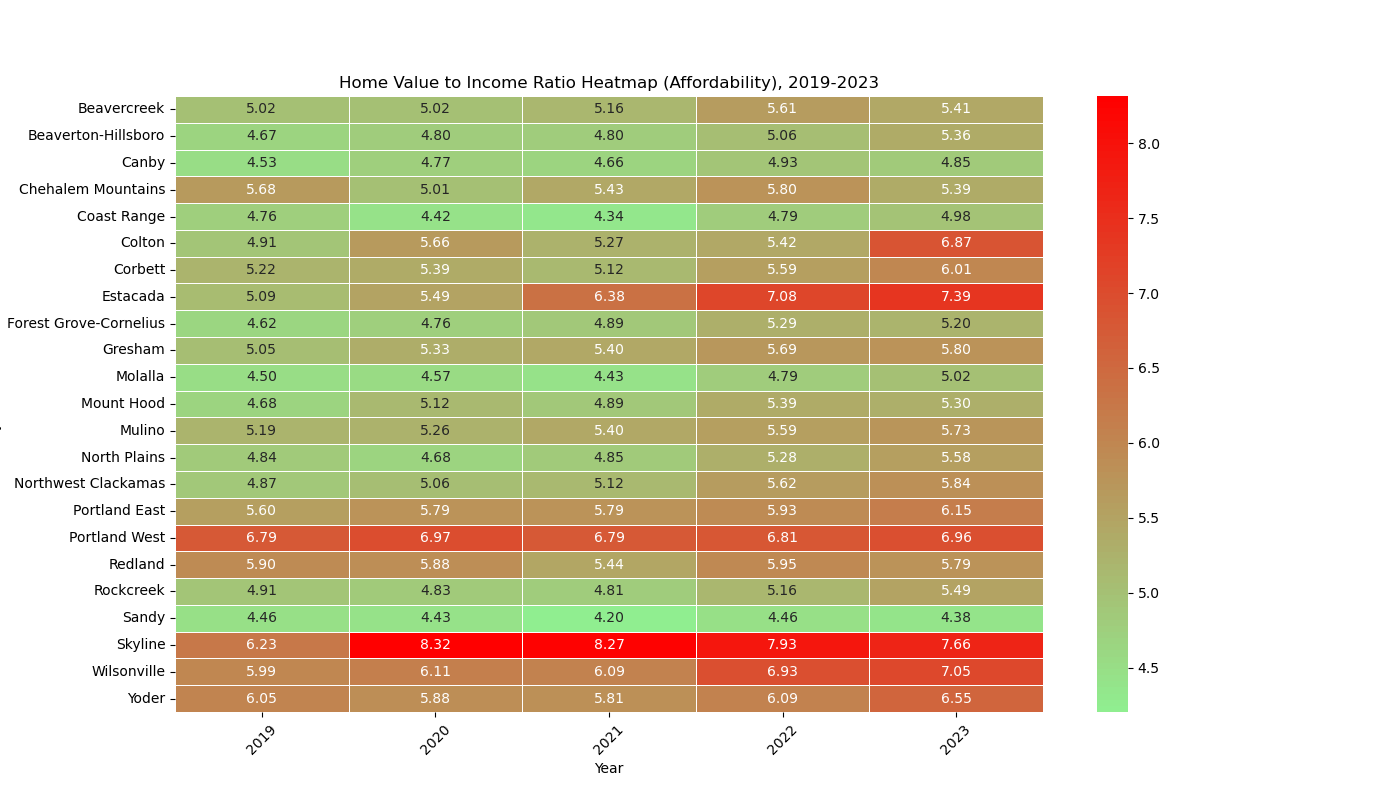 Home Value to Income Ratio Heatmap (Affordability), 2019-2023
Beavercreek 5.02 5.02 5.16 5.61 5.41
Beaverton-Hillsboro 4.67 4.80 4.80 5.06 5.36
Canby 4.53 4.77 4.66 4.93 4.85
Chehalem Mountains 5.68 5.01 5.43 5.80 5.39
Coast Range 4.76 4.42 4.34 4.79 4.98
Colton 4.91 5.66 5.27 5.42 6.87
Corbett 5.22 5.39 5.12 5.59 6.01
Estacada 5.09 5.49 6.38 7.08 7.39
Forest Grove-Cornelius 4.62 4.76 4.89 5.29 5.20
Gresham 5.05 5.33 5.40 5.69 5.80
Molalla 4.50 4.57 4.43 4.79 5.02
Mount Hood 4.68 5.12 4.89 5.39 5.30
Mulino 5.19 5.26 5.40 5.59 5.73
North Plains 4.84 4.68 4.85 5.28 5.58
Northwest Clackamas 4.87 5.06 5.12 5.62 5.84
Portland East 5.60 5.79 5.79 5.93 6.15
Portland West 6.79 6.97 6.79 6.81 6.96
Redland 5.90 5.88 5.44 5.95 5.79
Rockcreek 4.91 4.83 4.81 5.16 5.49
Sandy 4.46 4.43 4.20 4.46 4.38
Skyline 6.23 8.32 8.27 7.93 7.66
Wilsonville 5.99 6.11 6.09 6.93 7.05
Yoder 6.05 5.88 5.81 6.09 6.55
2019 2020 2021 2022 2023
Year
8.0
7.5
7.0
6.5
6.0
5.5
5.0
4.5